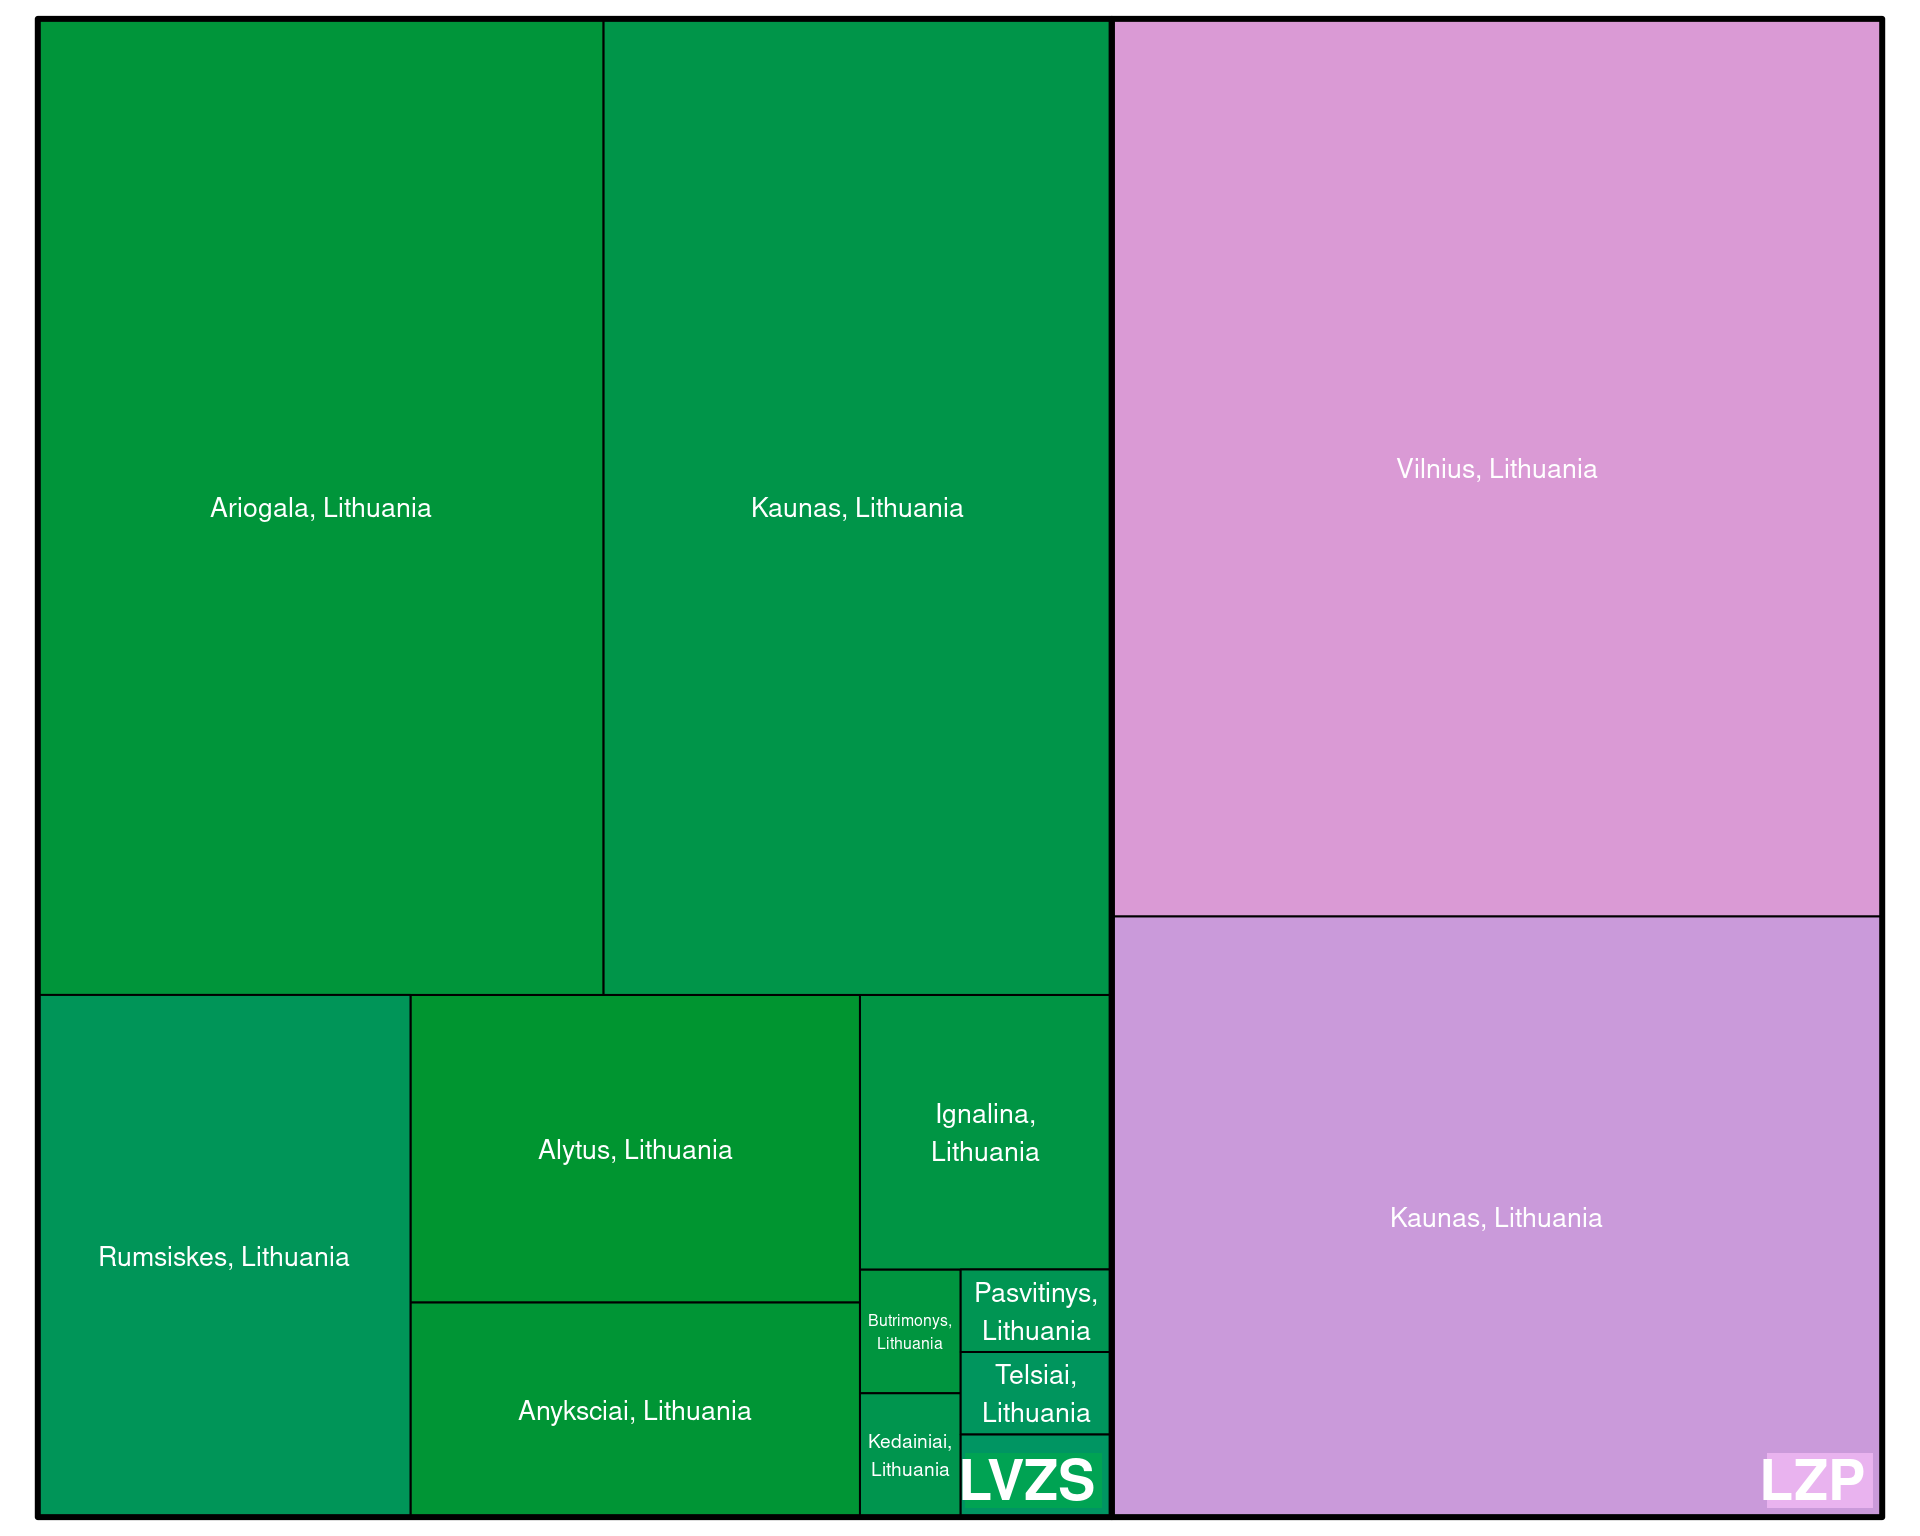 Ariogala, Lithuania
Kaunas, Lithuania
Vilnius, Lithuania
Rumsiskes, Lithuania
Alytus, Lithuania
Anyksciai, Lithuania
Ignalina,
Lithuania
Butrimonys,
Lithuania
Kedainiai,
Lithuania
Pasvitinys,
Lithuania
Telsiai,
Lithuania
LVZS
Kaunas, Lithuania
LZP